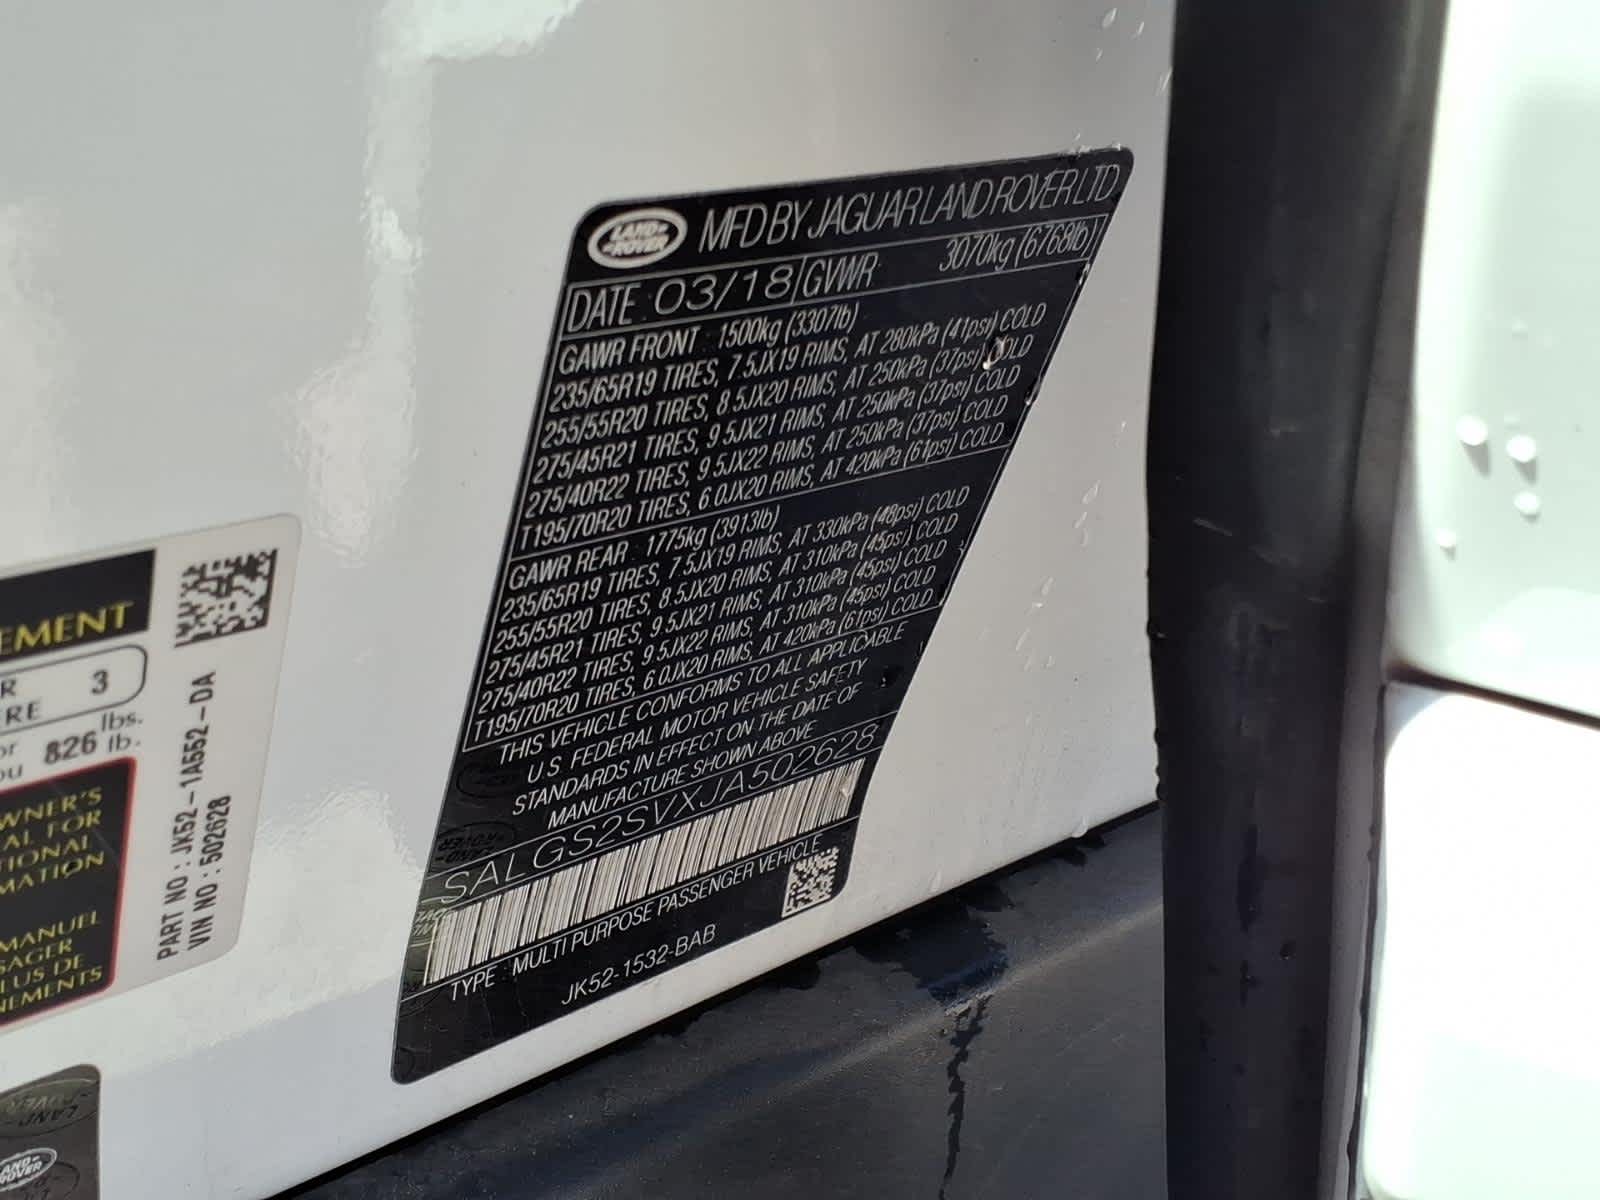 LAND-
-ROVER
MFD BY JAGUAR LAND ROVER LTD
DATE 03/18 GVWR 3070kg (6768lb)
GAWR FRONT : 1500kg (3307lb)
235/65R19 TIRES, 7.5JX19 RIMS, AT 280kPa (41psi) COLD
255/55R20 TIRES, 8.5JX20 RIMS, AT 250kPa (37psi) COLD
275/45R21 TIRES, 9.5JX21 RIMS, AT 250kPa (37psi) COLD
275/40R22 TIRES, 9.5JX22 RIMS, AT 250kPa (37psi) COLD
T195/70R20 TIRES, 6.0JX20 RIMS, AT 420kPa (61psi) COLD
GAWR REAR : 1775kg (3913lb)
235/65R19 TIRES, 7.5JX19 RIMS, AT 330kPa (48psi) COLD
255/55R20 TIRES, 8.5JX20 RIMS, AT 310kPa (45psi) COLD
275/45R21 TIRES, 9.5JX21 RIMS, AT 310kPa (45psi) COLD
275/40R22 TIRES, 9.5JX22 RIMS, AT 310kPa (45psi) COLD
T195/70R20 TIRES, 6.0JX20 RIMS, AT 420kPa (61psi) COLD
THIS VEHICLE CONFORMS TO ALL APPLICABLE
U.S. FEDERAL MOTOR VEHICLE SAFETY
STANDARDS IN EFFECT ON THE DATE OF
MANUFACTURE SHOWN ABOVE
SALGS2SVXJA502628
TYPE : MULTI PURPOSE PASSENGER VEHICLE
JK52-1532-BAB
EMENT
R 3
RE
or 826 lbs.
ou lb.
WNER'S
AL FOR
TIONAL
MATION
MANUEL
SAGER
LUS DE
NEMENTS
PART NO : JK52-1A552-DA
VIN NO : 502628
LAND-
ROVER